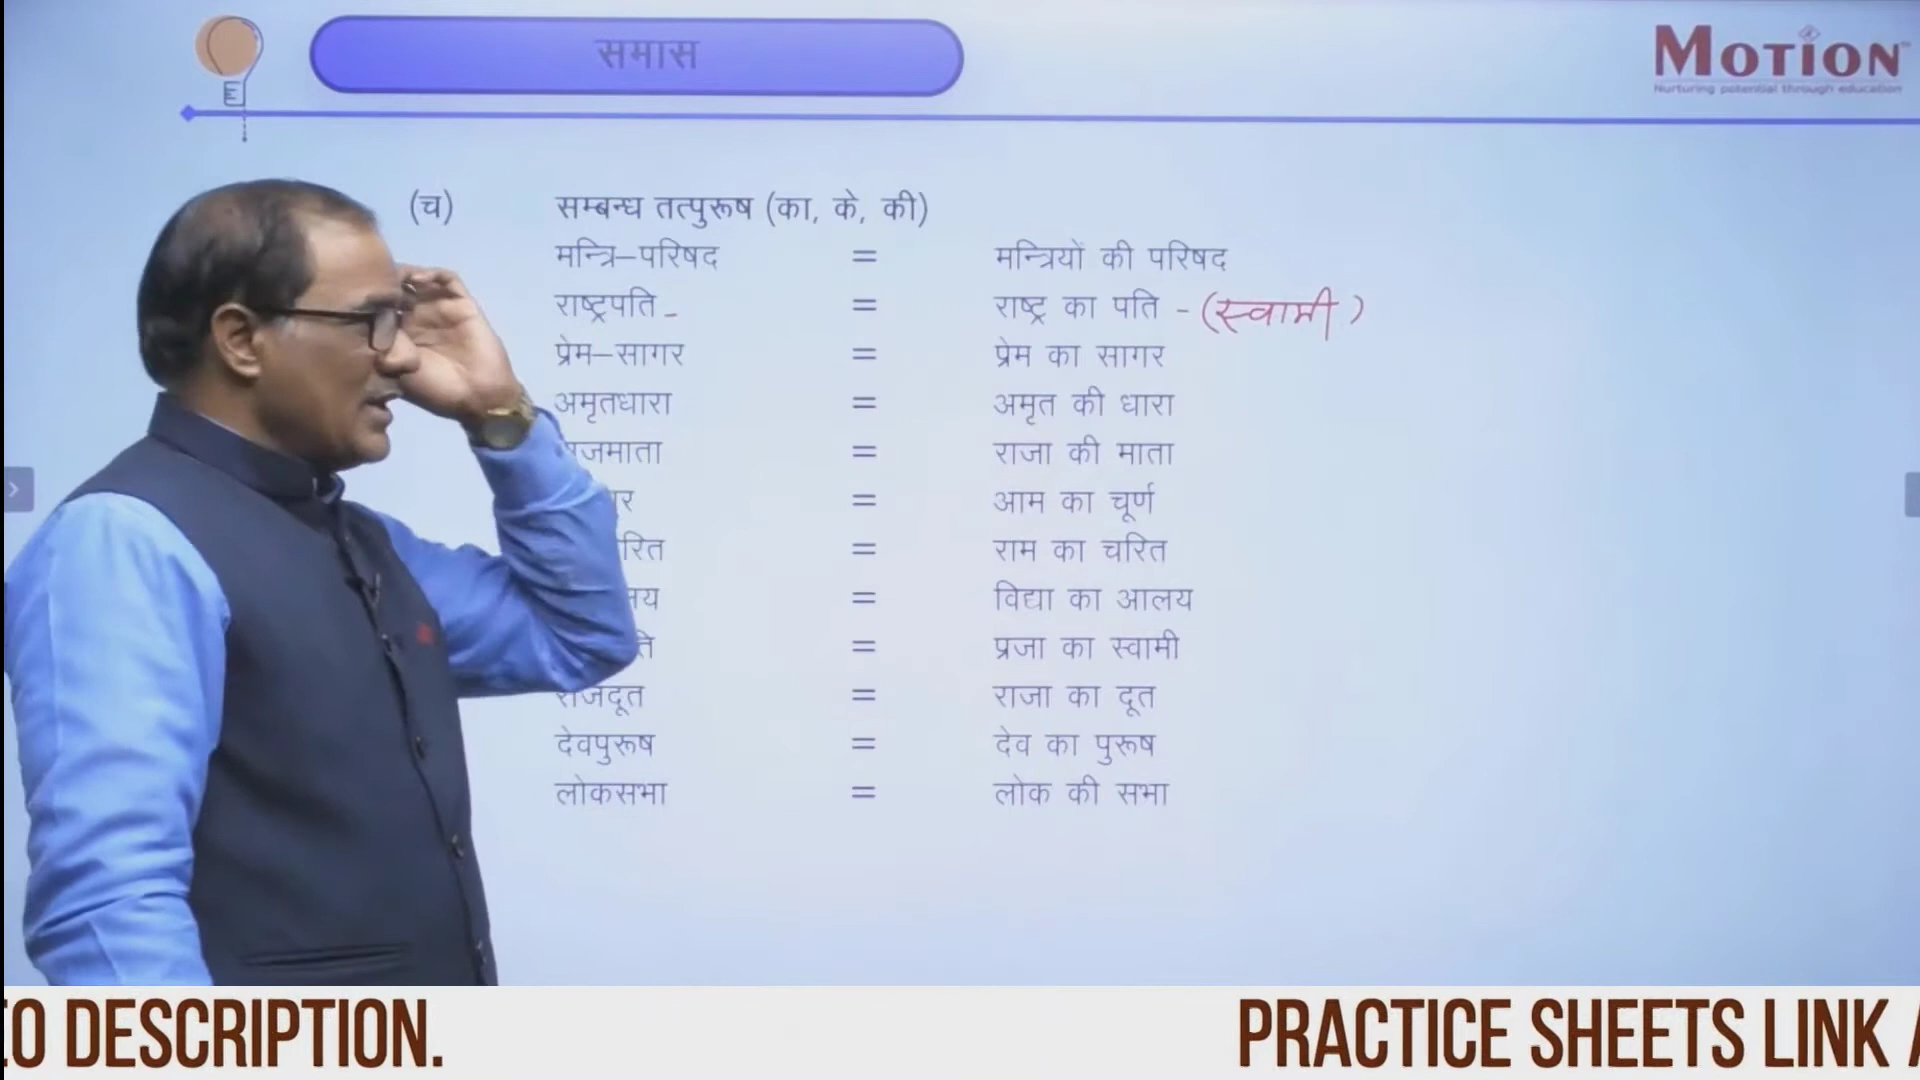 समास
MOTION
Nurturing potential through education
(च) सम्बन्ध तत्पुरूष (का, के, की)
मन्त्रि–परिषद = मन्त्रियों की परिषद
राष्ट्रपति - = राष्ट्र का पति - (स्वामी)
प्रेम–सागर = प्रेम का सागर
अमृतधारा = अमृत की धारा
= राजा की माता
= आम का चूर्ण
= राम का चरित
= विद्या का आलय
= प्रजा का स्वामी
राजदूत = राजा का दूत
देवपुरूष = देव का पुरूष
लोकसभा = लोक की सभा
DESCRIPTION. PRACTICE SHEETS LINK